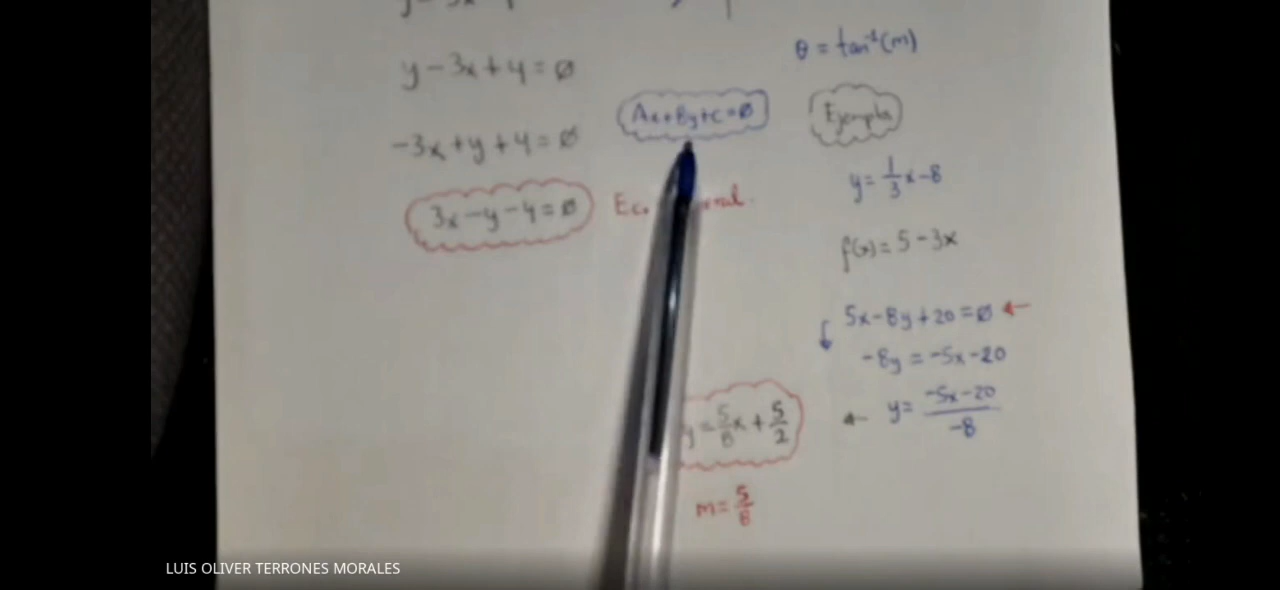 y-3x+4=ø
-3x+y+4=ø
3x-y-4=ø
Ax+By+C=ø
Ec.
θ = tan⁻¹(m)
Ejemplo
y= 1/3 x-8
f(x)= 5-3x
5x-8y+20=ø ←
↓ -8y = -5x-20
← y= -5x-20/-8
y= 5/8 x + 5/2
m= 5/8
LUIS OLIVER TERRONES MORALES